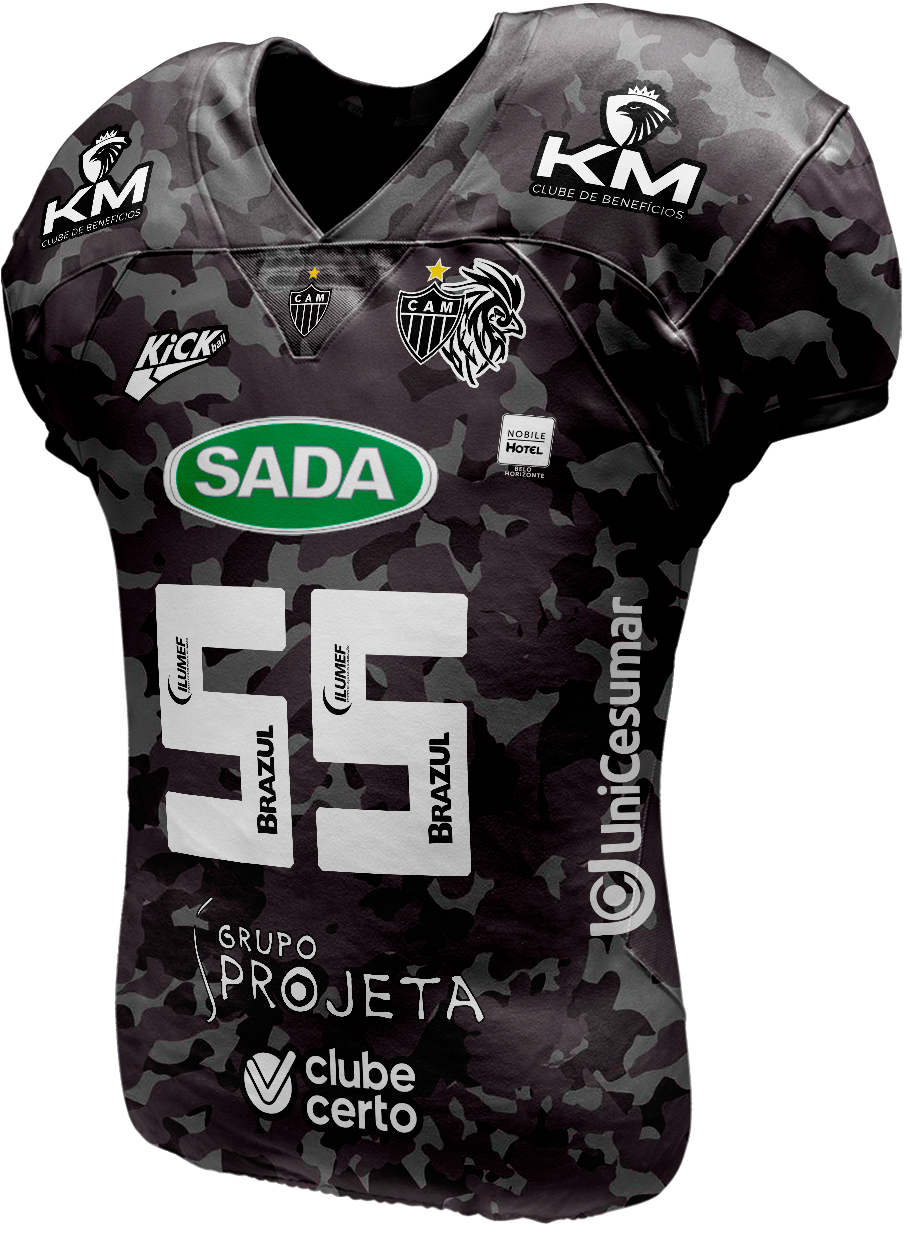 KM
CLUBE DE BENEFÍCIOS
KM
CLUBE DE BENEFÍCIOS
CAM
CAM
KiCK
ball
SADA
NOBILE
HOTEL
BELO
HORIZONTE
55
ILUMEF
ILUMEF
BRAZUL
BRAZUL
UniCesumar
GRUPO
PROJETA
clube
certo